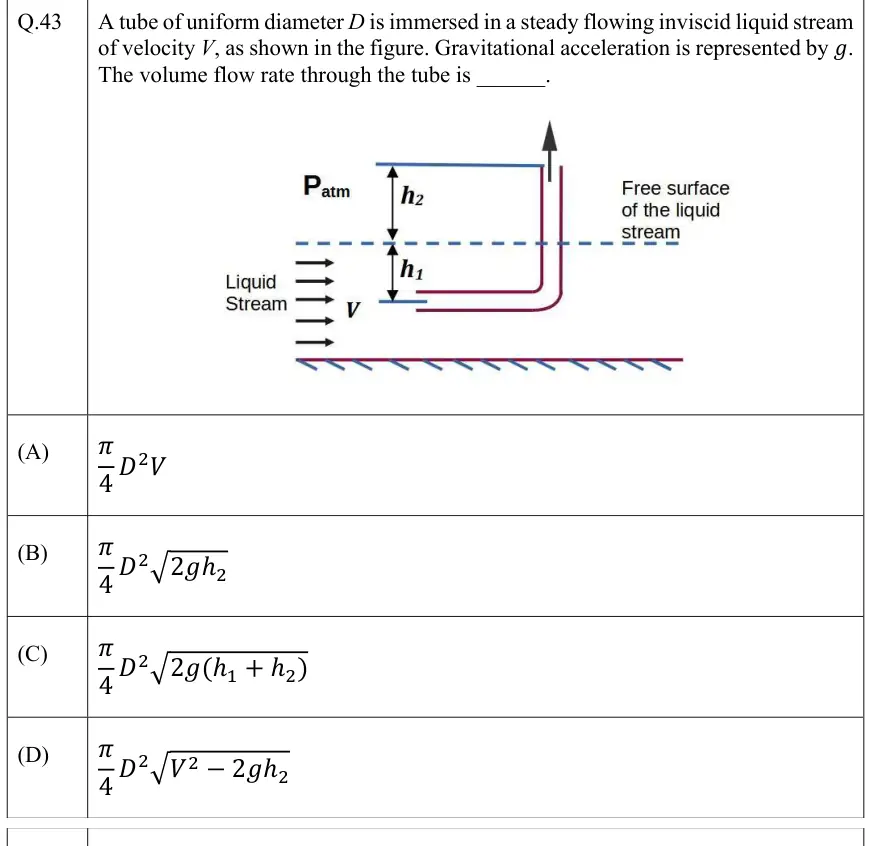 Q.43 A tube of uniform diameter D is immersed in a steady flowing inviscid liquid stream
of velocity V, as shown in the figure. Gravitational acceleration is represented by g.
The volume flow rate through the tube is ______.
P_atm
h₂
Free surface
of the liquid
stream
h₁
Liquid
Stream
V
(A) π/4 D²V
(B) π/4 D²√(2gh₂)
(C) π/4 D²√(2g(h₁ + h₂))
(D) π/4 D²√(V² − 2gh₂)